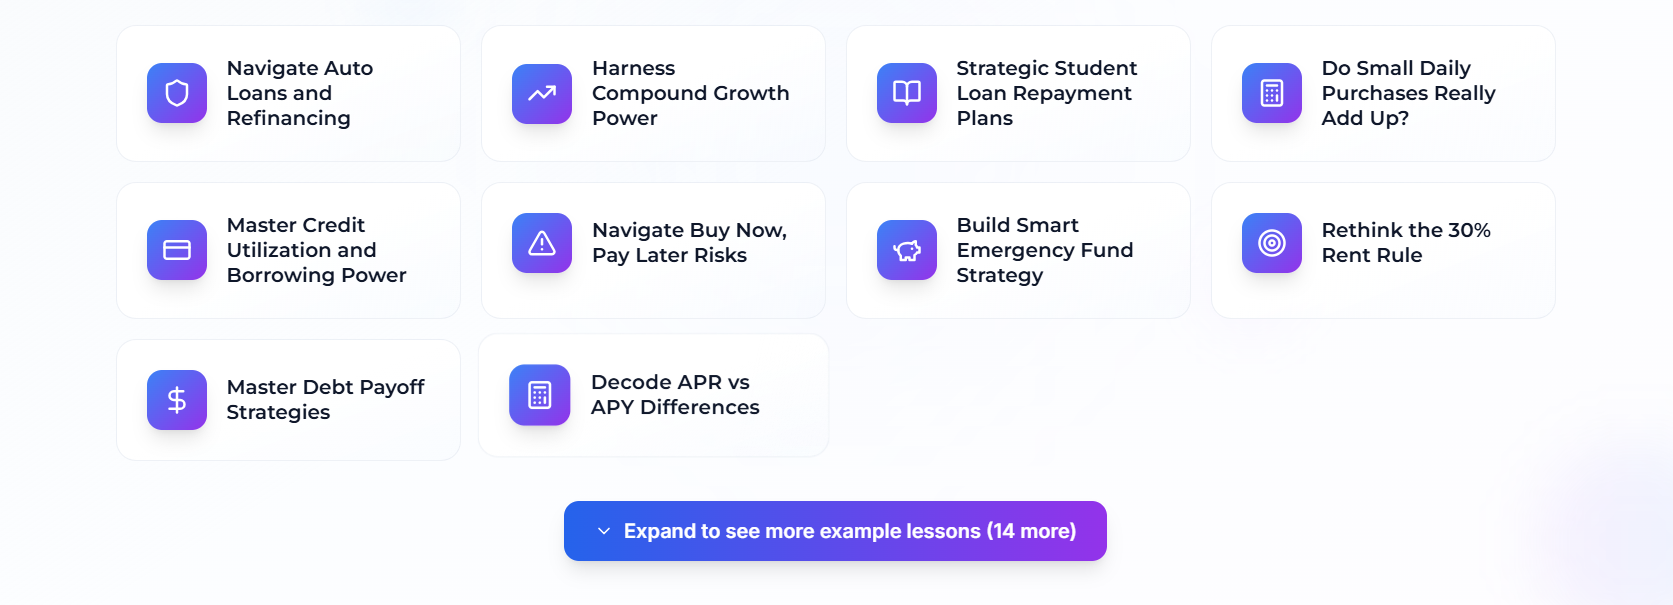 Navigate Auto
Loans and
Refinancing
Harness
Compound Growth
Power
Strategic Student
Loan Repayment
Plans
Do Small Daily
Purchases Really
Add Up?
Master Credit
Utilization and
Borrowing Power
Navigate Buy Now,
Pay Later Risks
Build Smart
Emergency Fund
Strategy
Rethink the 30%
Rent Rule
Master Debt Payoff
Strategies
Decode APR vs
APY Differences
Expand to see more example lessons (14 more)